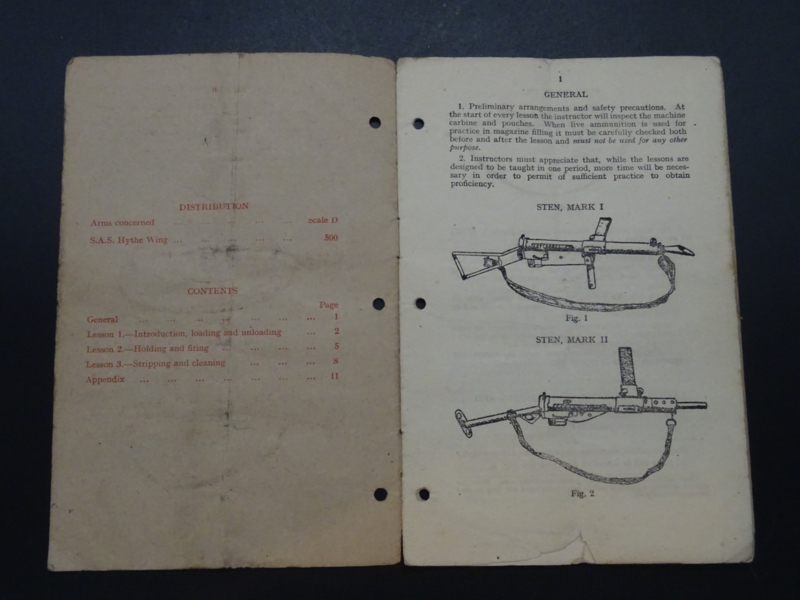 ii
DISTRIBUTION
Arms concerned ... ... ... ... ... Scale D
S.A.S. Hythe Wing ... ... ... ... ... 800
CONTENTS
Page
General ... ... ... ... ... ... ... 1
Lesson 1.—Introduction, loading and unloading ... 2
Lesson 2.—Holding and firing ... ... ... ... 5
Lesson 3.—Stripping and cleaning ... ... ... 8
Appendix ... ... ... ... ... ... ... 11
1
GENERAL
1. Preliminary arrangements and safety precautions. At
the start of every lesson the instructor will inspect the machine
carbine and pouches. When live ammunition is used for
practice in magazine filling it must be carefully checked both
before and after the lesson and must not be used for any other
purpose.
2. Instructors must appreciate that, while the lessons are
designed to be taught in one period, more time will be neces-
sary in order to permit of sufficient practice to obtain
proficiency.
STEN, MARK I
Fig. 1
STEN, MARK II
Fig. 2